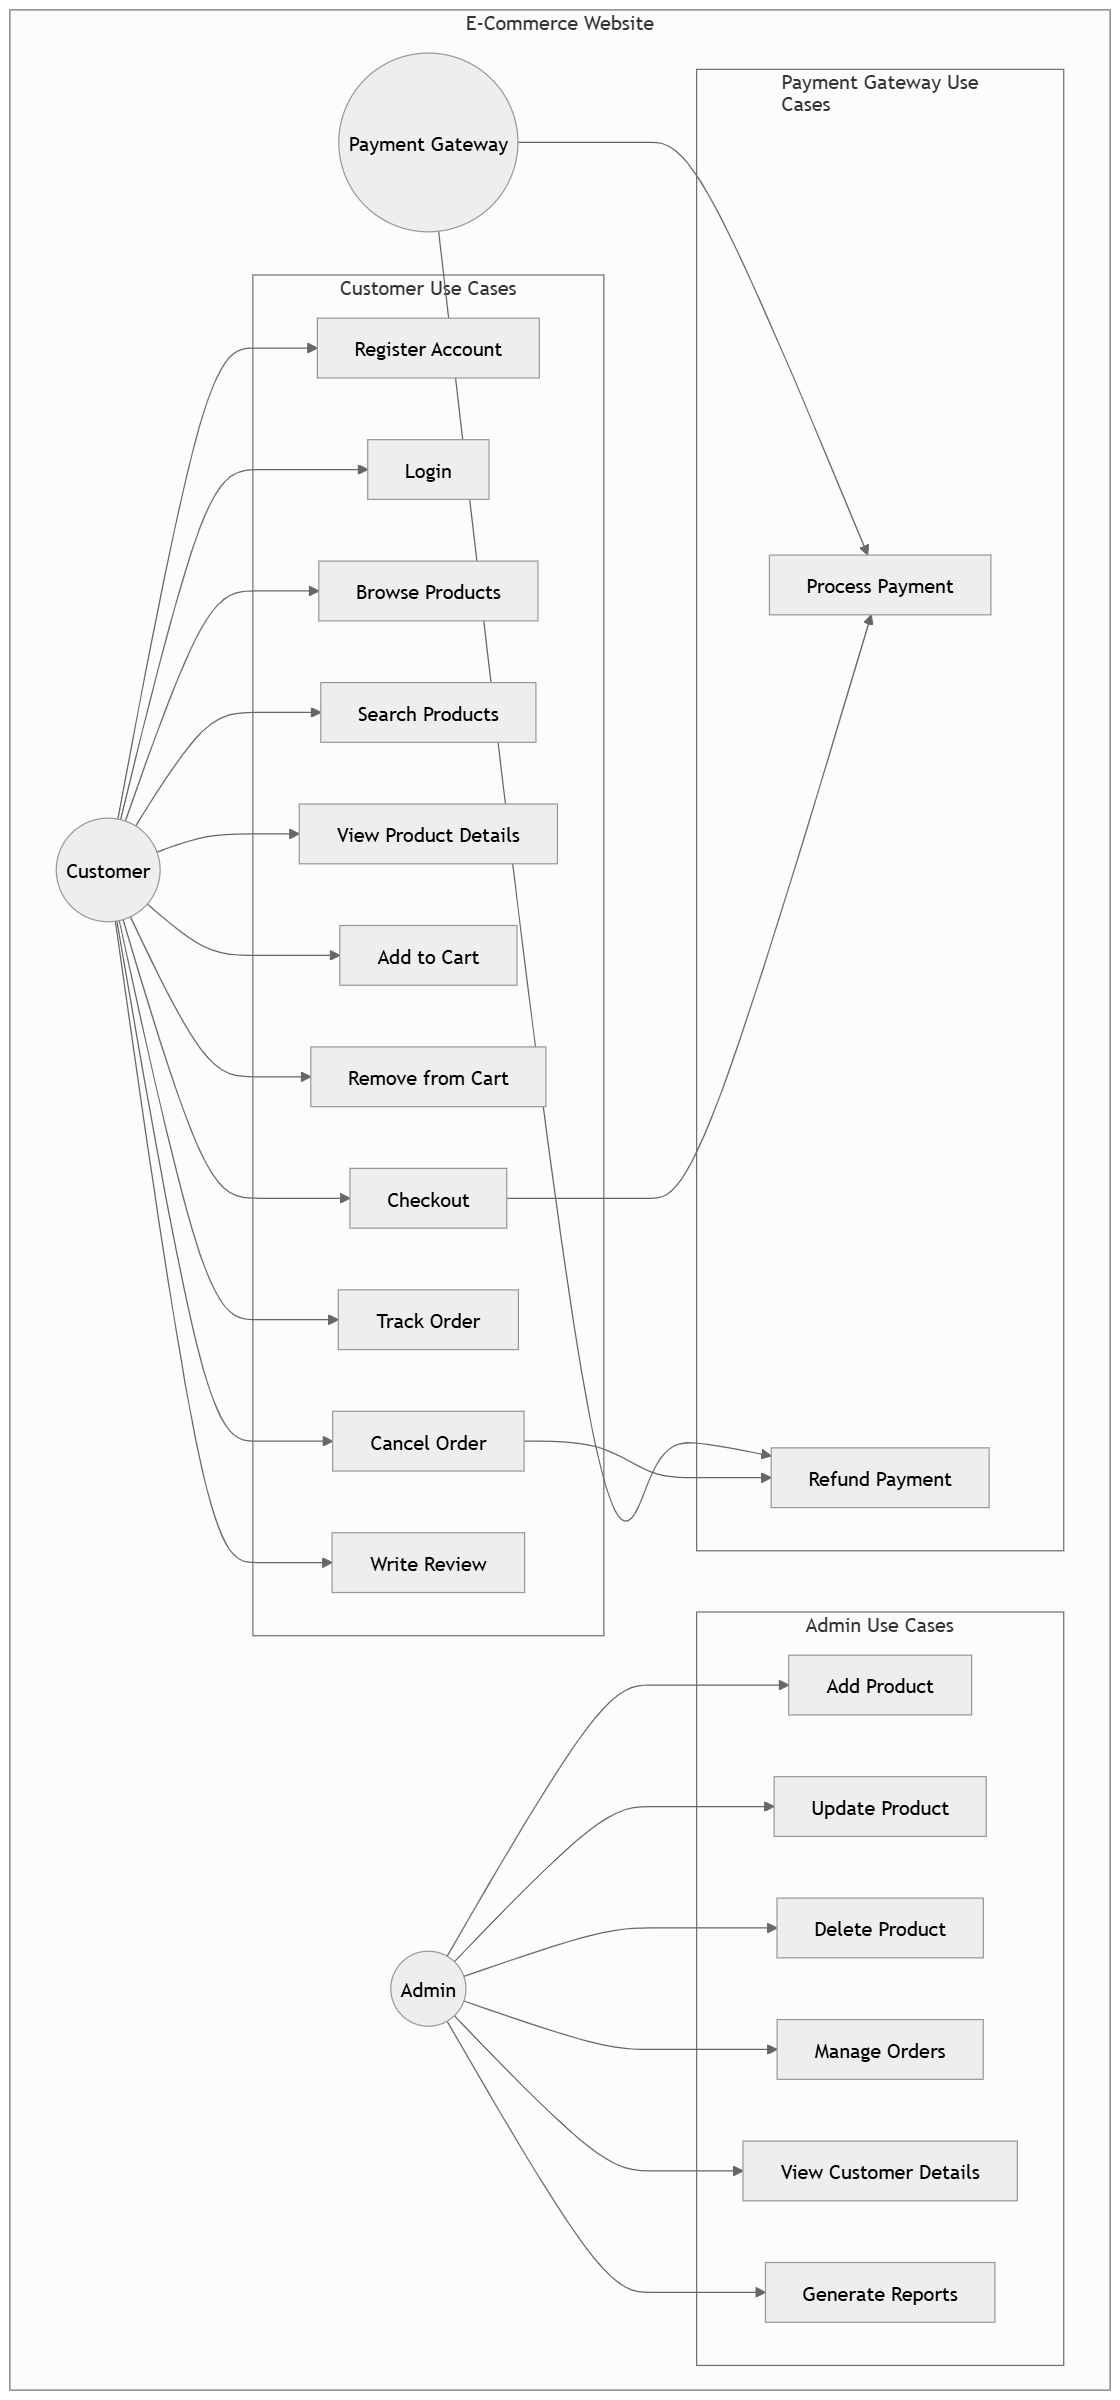 E-Commerce Website
Payment Gateway
Payment Gateway Use
Cases
Customer Use Cases
Register Account
Login
Browse Products
Process Payment
Search Products
View Product Details
Customer
Add to Cart
Remove from Cart
Checkout
Track Order
Cancel Order
Refund Payment
Write Review
Admin Use Cases
Add Product
Update Product
Delete Product
Admin
Manage Orders
View Customer Details
Generate Reports